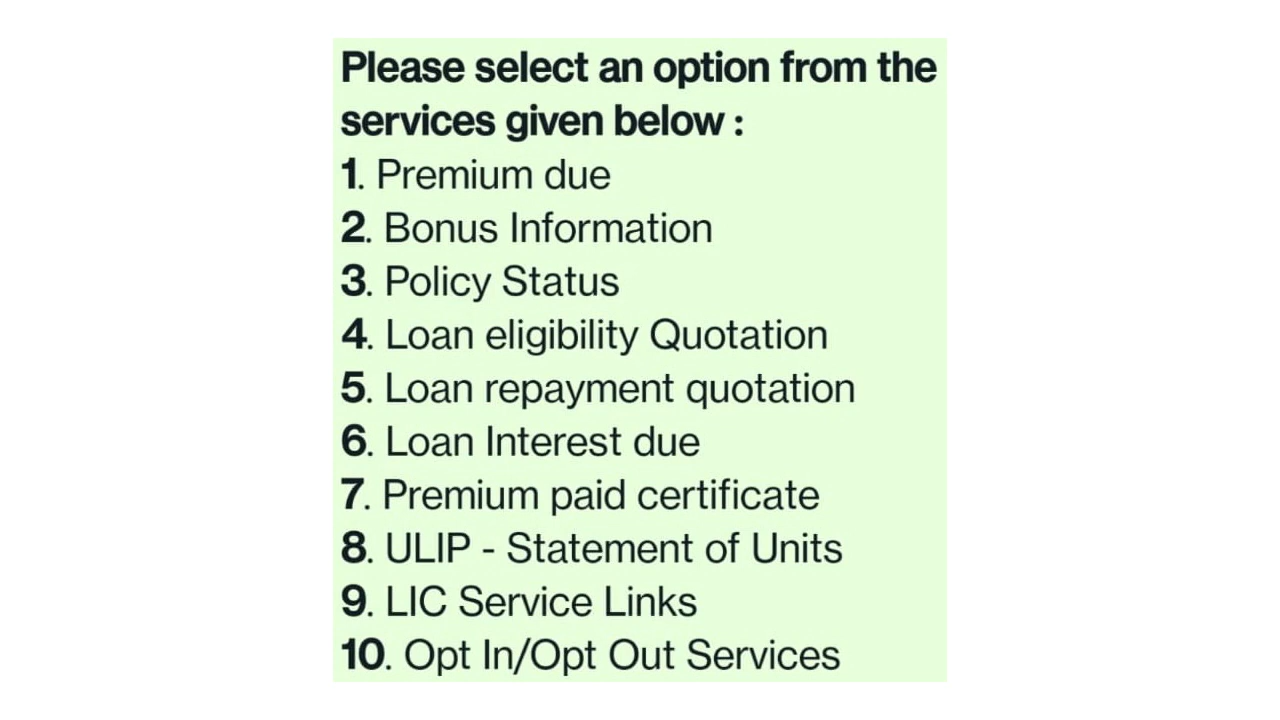 Please select an option from the
services given below :
1. Premium due
2. Bonus Information
3. Policy Status
4. Loan eligibility Quotation
5. Loan repayment quotation
6. Loan Interest due
7. Premium paid certificate
8. ULIP - Statement of Units
9. LIC Service Links
10. Opt In/Opt Out Services